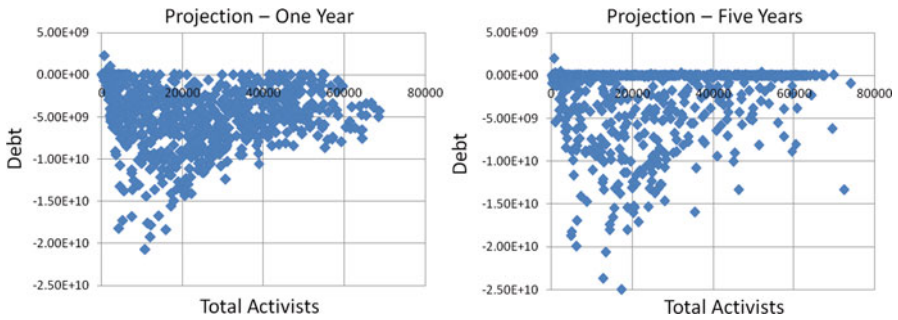 Projection – One Year
5.00E+09
0.00E+00
0 20000 40000 60000 80000
-5.00E+09
-1.00E+10
-1.50E+10
-2.00E+10
-2.50E+10
Debt
Total Activists
Projection – Five Years
5.00E+09
0.00E+00
0 20000 40000 60000 80000
-5.00E+09
-1.00E+10
-1.50E+10
-2.00E+10
-2.50E+10
Debt
Total Activists